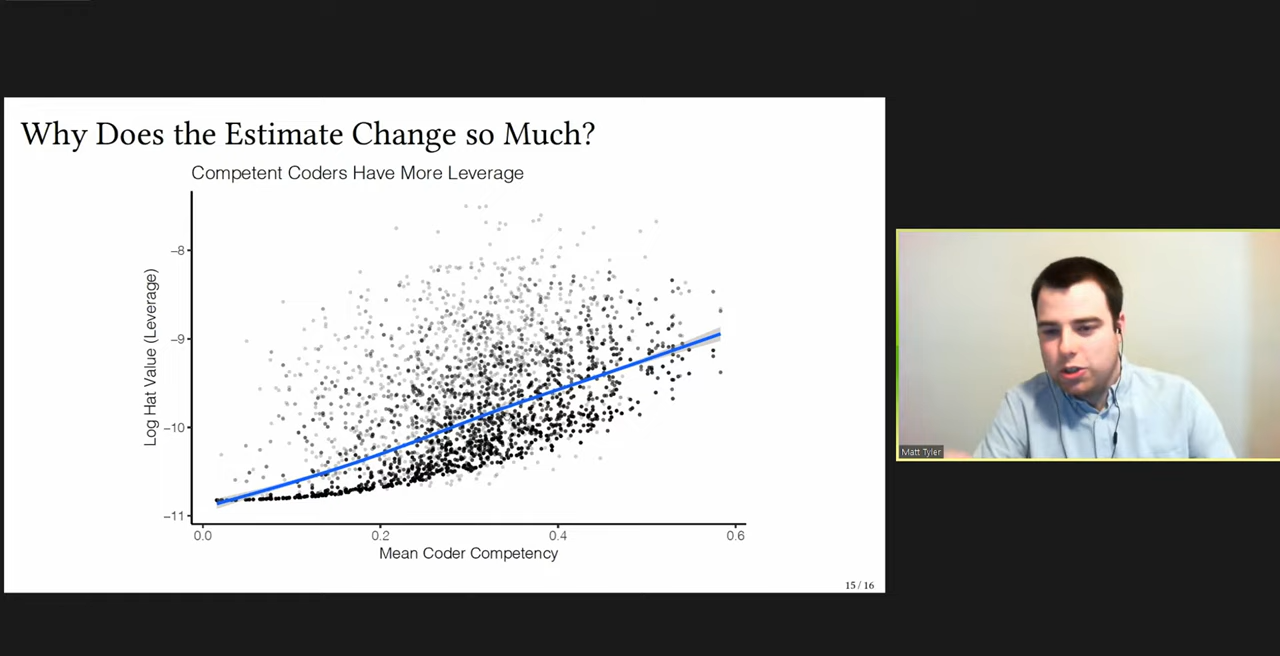 Why Does the Estimate Change so Much?
Competent Coders Have More Leverage
Log Hat Value (Leverage)
−8
−9
−10
−11
0.0
0.2
0.4
0.6
Mean Coder Competency
15 / 16
Matt Tyler